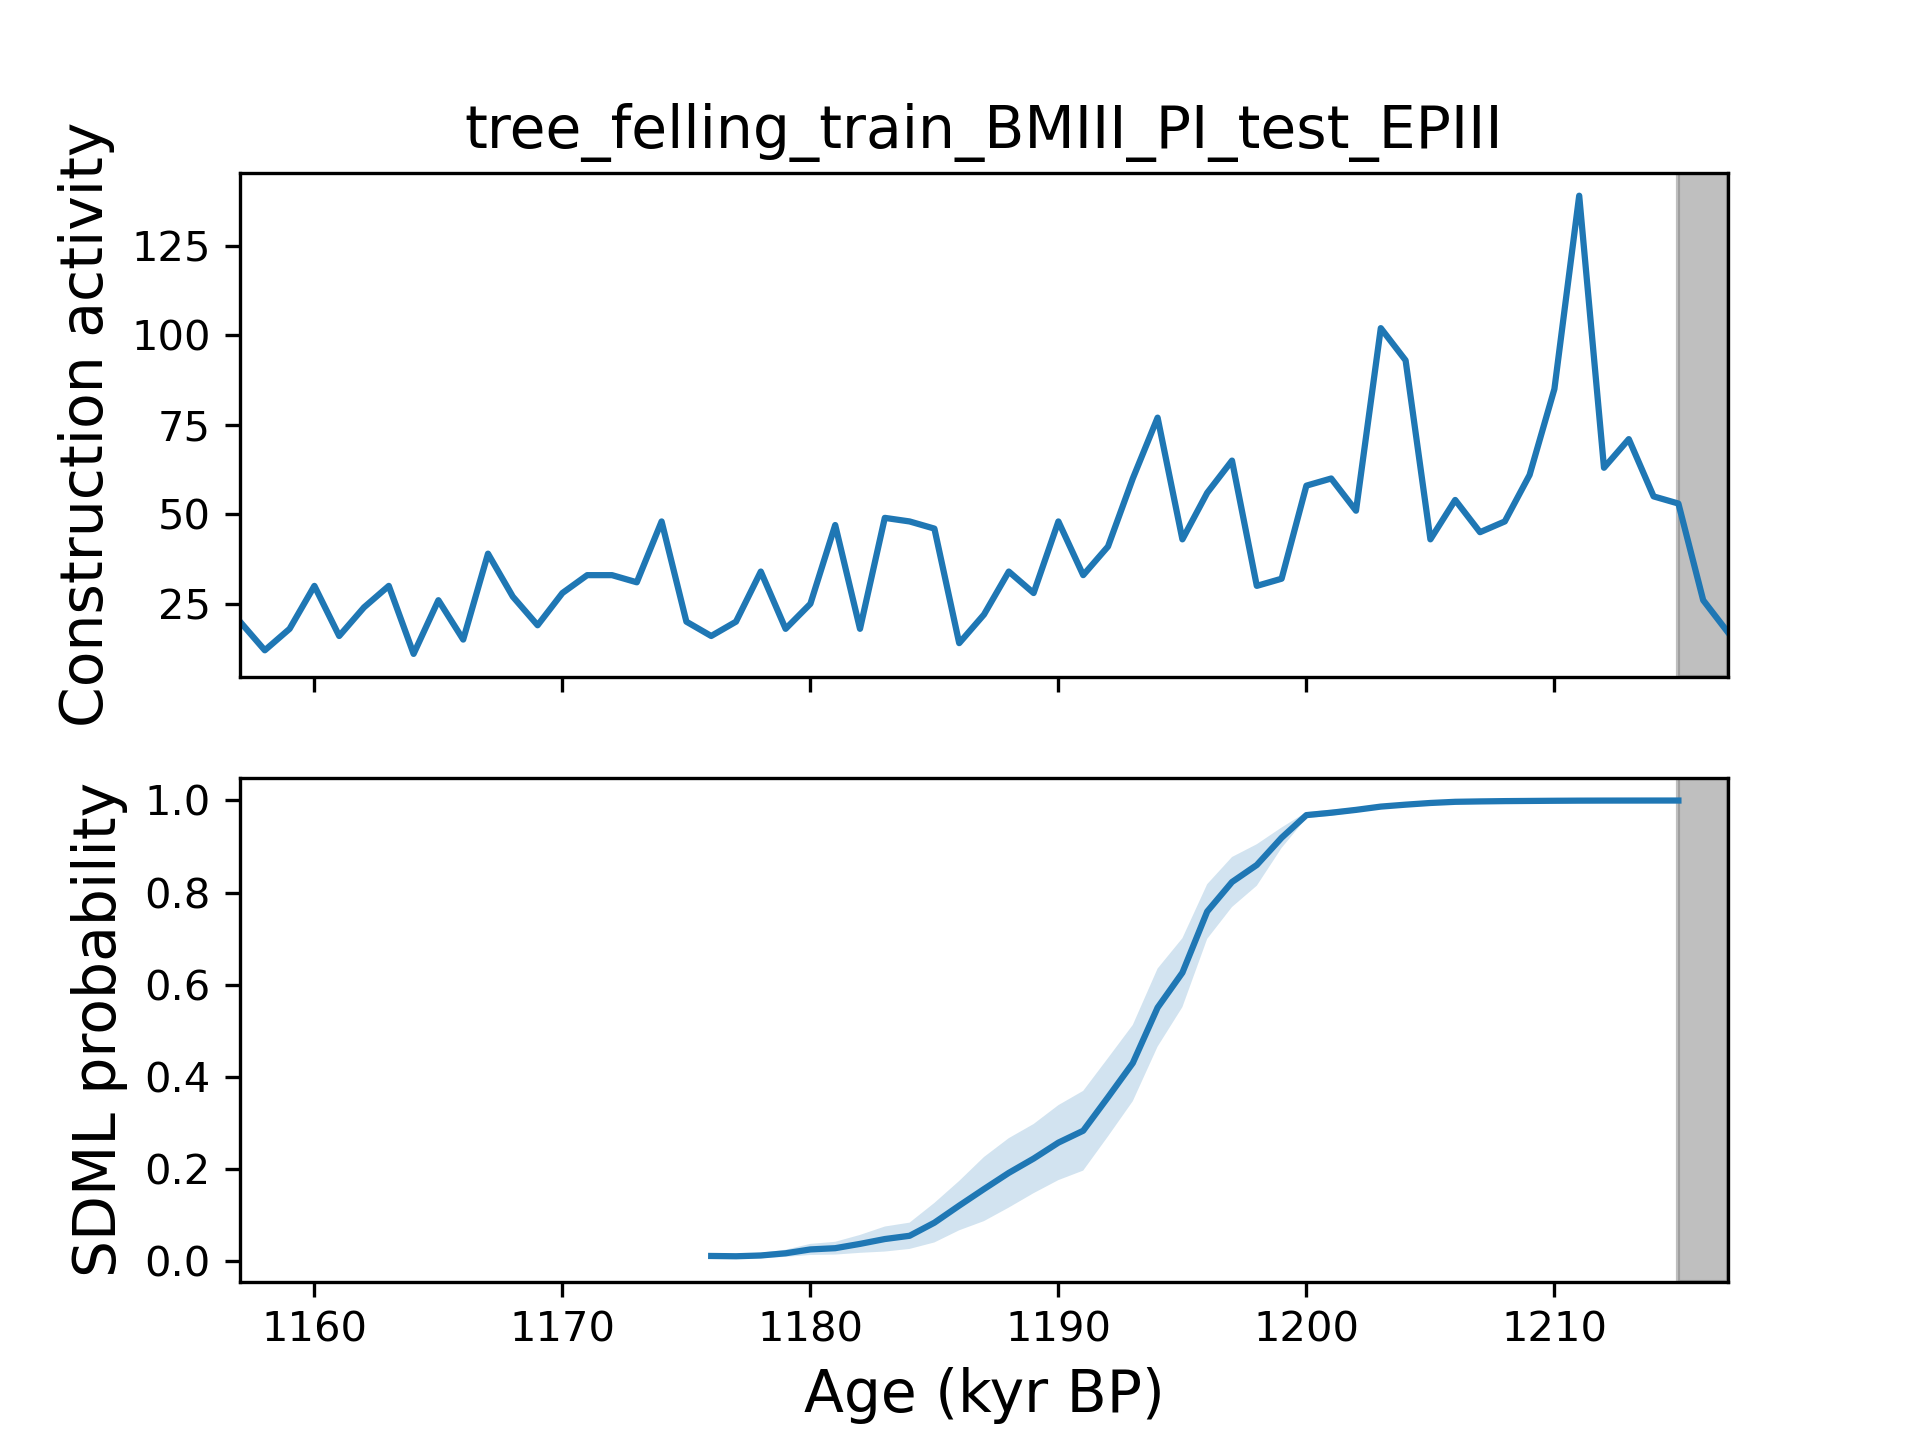 tree_felling_train_BMIII_PI_test_EPIII
Construction activity
125
100
75
50
25
SDML probability
1.0
0.8
0.6
0.4
0.2
0.0
1160 1170 1180 1190 1200 1210
Age (kyr BP)